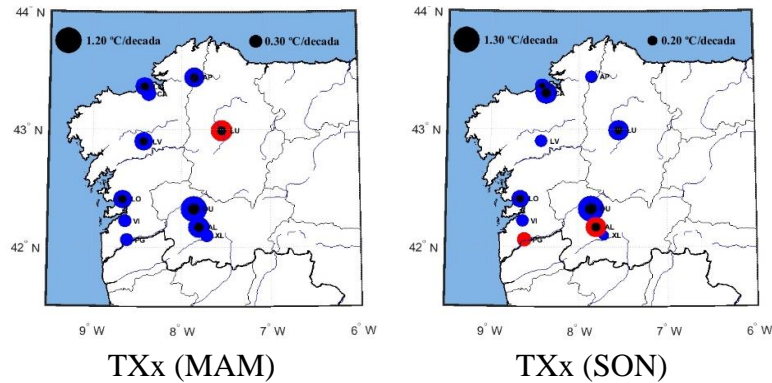 44° N
1.20 °C/decada
0.30 °C/decada
AP
CA
43° N
LU
LV
LO
OU
VI
AL
XL
PG
42° N
9° W
8° W
7° W
6° W
TXx (MAM)
44° N
1.30 °C/decada
0.20 °C/decada
AP
CA
43° N
LU
LV
LO
OU
VI
AL
XL
PG
42° N
9° W
8° W
7° W
6° W
TXx (SON)